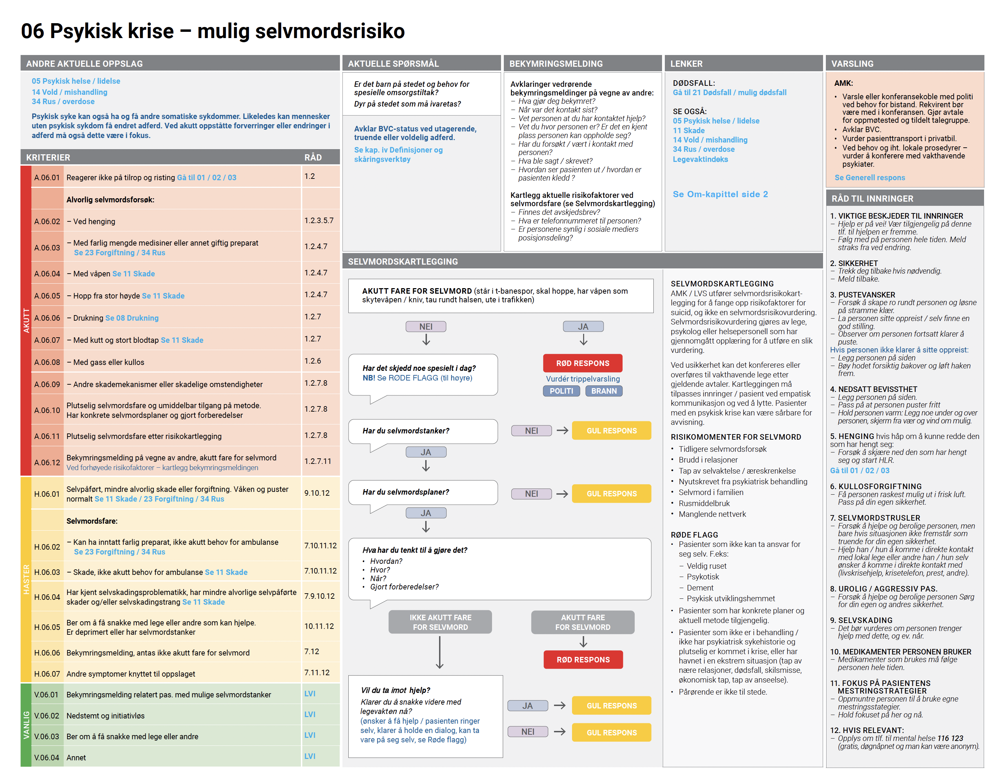 06 Psykisk krise – mulig selvmordsrisiko
ANDRE AKTUELLE OPPSLAG
05 Psykisk helse / lidelse
14 Vold / mishandling
34 Rus / overdose
Psykisk syke kan også ha og få andre somatiske sykdommer. Likeledes kan mennesker
uten psykisk sykdom få endret adferd. Ved akutt oppståtte forverringer eller endringer i
adferd må også dette være i fokus.
KRITERIER RÅD
AKUTT
A.06.01 Reagerer ikke på tilrop og risting Gå til 01 / 02 / 03 1.2
Alvorlig selvmordsforsøk:
A.06.02 – Ved henging 1.2.3.5.7
A.06.03 – Med farlig mengde medisiner eller annet giftig preparat
Se 23 Forgiftning / 34 Rus 1.2.4.7
A.06.04 – Med våpen Se 11 Skade 1.2.4.7
A.06.05 – Hopp fra stor høyde Se 11 Skade 1.2.4.7
A.06.06 – Drukning Se 08 Drukning 1.2.7
A.06.07 – Med kutt og stort blodtap Se 11 Skade 1.2.7
A.06.08 – Med gass eller kullos 1.2.6
A.06.09 – Andre skademekanismer eller skadelige omstendigheter 1.2.7.8
A.06.10 Plutselig selvmordsfare og umiddelbar tilgang på metode.
Har konkrete selvmordsplaner og gjort forberedelser 1.2.7.8
A.06.11 Plutselig selvmordsfare etter risikokartlegging 1.2.7.8
A.06.12 Bekymringsmelding på vegne av andre, akutt fare for selvmord
Ved forhøyede risikofaktorer – kartlegg bekymringsmeldingen 1.2.7.11
HASTER
H.06.01 Selvpåført, mindre alvorlig skade eller forgiftning. Våken og puster
normalt Se 11 Skade / 23 Forgiftning / 34 Rus 9.10.12
Selvmordsfare:
H.06.02 – Kan ha inntatt farlig preparat, ikke akutt behov for ambulanse
Se 23 Forgiftning / 34 Rus 7.10.11.12
H.06.03 – Skade, ikke akutt behov for ambulanse Se 11 Skade 7.10.11.12
H.06.04 Har kjent selvskadingsproblematikk, har mindre alvorlige selvpåførte
skader og/eller selvskadingstrang Se 11 Skade 7.9.10.12
H.06.05 Ber om å få snakke med lege eller andre som kan hjelpe.
Er deprimert eller har selvmordstanker 10.11.12
H.06.06 Bekymringsmelding, antas ikke akutt fare for selvmord 7.12
H.06.07 Andre symptomer knyttet til oppslaget 7.11.12
VANLIG
V.06.01 Bekymringsmelding relatert pas. med mulige selvmordstanker LVI
V.06.02 Nedstemt og initiativløs LVI
V.06.03 Ber om å få snakke med lege eller andre LVI
V.06.04 Annet LVI
AKTUELLE SPØRSMÅL
Er det barn på stedet og behov for
spesielle omsorgstiltak?
Dyr på stedet som må ivaretas?
Avklar BVC-status ved utagerende,
truende eller voldelig adferd.
Se kap. iv Definisjoner og
skåringsverktøy
BEKYMRINGSMELDING
Avklaringer vedrørende
bekymringsmeldinger på vegne av andre:
– Hva gjør deg bekymret?
– Når var det kontakt sist?
– Vet personen at du har kontaktet hjelp?
– Vet du hvor personen er? Er det en kjent
plass personen kan oppholde seg?
– Har du forsøkt / vært i kontakt med
personen?
– Hva ble sagt / skrevet?
– Hvordan ser pasienten ut / hvordan er
pasienten kledd ?
Kartlegg aktuelle risikofaktorer ved
selvmordsfare (se Selvmordskartlegging)
– Finnes det avskjedsbrev?
– Hva er telefonnummeret til personen?
– Er personene synlig i sosiale mediers
posisjonsdeling?
LENKER
DØDSFALL:
Gå til 21 Dødsfall / mulig dødsfall
SE OGSÅ:
05 Psykisk helse / lidelse
11 Skade
14 Vold / mishandling
34 Rus / overdose
Legevaktindeks
Se Om-kapittel side 2
SELVMORDSKARTLEGGING
AKUTT FARE FOR SELVMORD (står i t-banespor, skal hoppe, har våpen som
skytevåpen / kniv, tau rundt halsen, ute i trafikken)
NEI JA
Har det skjedd noe spesielt i dag?
NB! Se RØDE FLAGG (til høyre)
RØD RESPONS
Vurdér trippelvarsling
POLITI BRANN
Har du selvmordstanker?
NEI GUL RESPONS
JA
Har du selvmordsplaner?
NEI GUL RESPONS
JA
Hva har du tenkt til å gjøre det?
• Hvordan?
• Hvor?
• Når?
• Gjort forberedelser?
IKKE AKUTT FARE
FOR SELVMORD
AKUTT FARE
FOR SELVMORD
RØD RESPONS
Vil du ta imot hjelp?
Klarer du å snakke videre med
legevakten nå?
(ønsker å få hjelp / pasienten ringer
selv, klarer å holde en dialog, kan ta
vare på seg selv, se Røde flagg)
JA GUL RESPONS
NEI GUL RESPONS
SELVMORDSKARTLEGGING
AMK / LVS utfører selvmordsrisikokart-
legging for å fange opp risikofaktorer for
suicid, og ikke en selvmordsrisikovurdering.
Selvmordsrisikovurdering gjøres av lege,
psykolog eller helsepersonell som har
gjennomgått opplæring for å utføre en slik
vurdering.
Ved usikkerhet kan det konfereres eller
overføres til vakthavende lege etter
gjeldende avtaler. Kartleggingen må
tilpasses innringer / pasient ved empatisk
kommunikasjon og ved å lytte. Pasienter
med en psykisk krise kan være sårbare for
avvisning.
RISIKOMOMENTER FOR SELVMORD
• Tidligere selvmordsforsøk
• Brudd i relasjoner
• Tap av selvaktelse / æreskrenkelse
• Nyutskrevet fra psykiatrisk behandling
• Selvmord i familien
• Rusmiddelbruk
• Manglende nettverk
RØDE FLAGG
• Pasienter som ikke kan ta ansvar for
seg selv. F.eks:
– Veldig ruset
– Psykotisk
– Dement
– Psykisk utviklingshemmet
• Pasienter som har konkrete planer og
aktuell metode tilgjengelig.
• Pasienter som ikke er i behandling /
ikke har psykiatrisk sykehistorie og
plutselig er kommet i krise, eller har
havnet i en ekstrem situasjon (tap av
nære relasjoner, dødsfall, skilsmisse,
økonomisk tap, tap av anseelse).
• Pårørende er ikke til stede.
VARSLING
AMK:
• Varsle eller konferansekoble med politi
ved behov for bistand. Rekvirent bør
være med i konferansen. Gjør avtale
for oppmøtested og tildelt talegruppe.
• Avklar BVC.
• Vurder pasienttransport i privatbil.
• Ved behov og iht. lokale prosedyrer –
vurder å konferere med vakthavende
psykiater.
Se Generell respons
RÅD TIL INNRINGER
1. VIKTIGE BESKJEDER TIL INNRINGER
– Hjelp er på vei! Vær tilgjengelig på denne
tlf. til hjelpen er fremme.
– Følg med på personen hele tiden. Meld
straks fra ved endring.
2. SIKKERHET
– Trekk deg tilbake hvis nødvendig.
– Meld tilbake.
3. PUSTEVANSKER
– Forsøk å skape ro rundt personen og løsne
på stramme klær.
– La personen sitte oppreist / selv finne en
god stilling.
– Observer om personen fortsatt klarer å
puste.
Hvis personen ikke klarer å sitte oppreist:
– Legg personen på siden
– Bøy hodet forsiktig bakover og løft haken
frem.
4. NEDSATT BEVISSTHET
– Legg personen på siden.
– Pass på at personen puster fritt
– Hold personen varm: Legg noe under og over
personen, skjerm fra vær og vind om mulig.
5. HENGING hvis håp om å kunne redde den
som har hengt seg:
– Forsøk å skjære ned den som har hengt
seg og start HLR.
Gå til 01 / 02 / 03
6. KULLOSFORGIFTNING
– Få personen raskest mulig ut i frisk luft.
Pass på din egen sikkerhet.
7. SELVMORDSTRUSLER
– Forsøk å hjelpe og berolige personen, men
bare hvis situasjonen ikke fremstår som
truende for din egen sikkerhet.
– Hjelp han / hun å komme i direkte kontakt
med lokal lege eller andre han / hun selv
ønsker å komme i direkte kontakt med
(livskrisehjelp, krisetelefon, prest, andre).
8. UROLIG / AGGRESSIV PAS.
– Forsøk å hjelpe og berolige personen Sørg
for din egen og andres sikkerhet.
9. SELVSKADING
– Det bør vurderes om personen trenger
hjelp med dette, og ev. når.
10. MEDIKAMENTER PERSONEN BRUKER
– Medikamenter som brukes må følge
personen hele tiden.
11. FOKUS PÅ PASIENTENS
MESTRINGSTRATEGIER
– Oppmuntre personen til å bruke egne
mestringsstategier.
– Hold fokuset på her og nå.
12. HVIS RELEVANT:
– Opplys om tlf. til mental helse 116 123
(gratis, døgnåpnet og man kan være anonym).